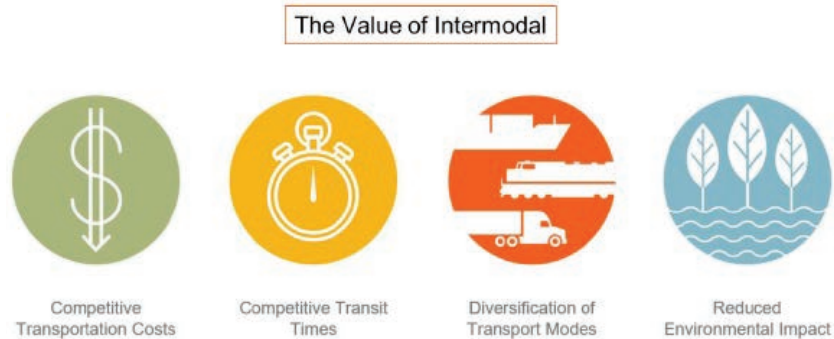 The Value of Intermodal
Competitive
Transportation Costs
Competitive Transit
Times
Diversification of
Transport Modes
Reduced
Environmental Impact